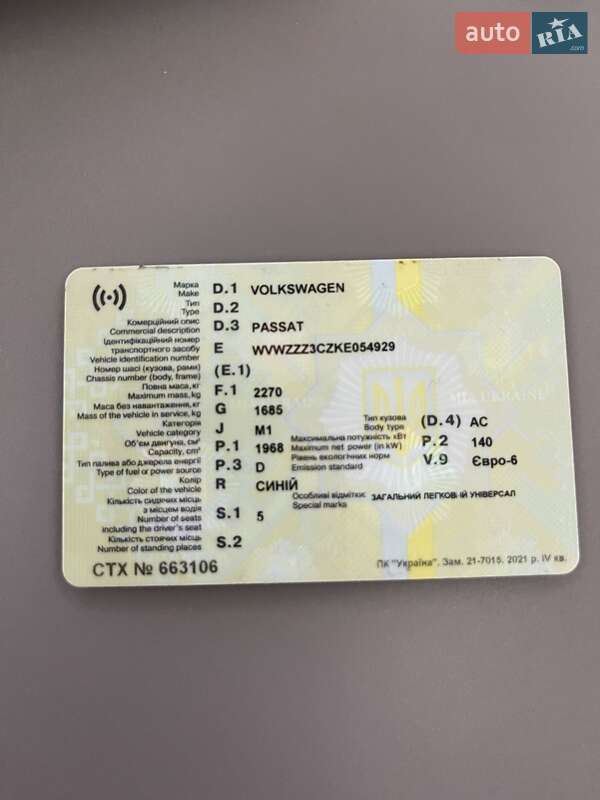 auto RIA .com
Марка D.1 VOLKSWAGEN
Make
Тип D.2
Type
Комерційний опис D.3 PASSAT
Commercial description
Ідентифікаційний номер
транспортного засобу E WVWZZZ3CZKE054929
Vehicle identification number
Номер шасі (кузова, рами) (E.1)
Chassis number (body, frame)
Повна маса, кг F.1 2270
Maximum mass, kg
Маса без навантаження, кг G 1685
Mass of the vehicle in service, kg
Категорія J M1
Vehicle category
Тип кузова (D.4) AC
Body type
Об'єм двигуна, см³ P.1 1968
Capacity, cm³
Максимальна потужність кВт P.2 140
Maximum net power (in kW)
Тип палива або джерела енергії P.3 D
Type of fuel or power source
Рівень екологічних норм V.9 Євро-6
Emission standard
Колір R СИНІЙ
Color of the vehicle
Особливі відмітки: ЗАГАЛЬНИЙ ЛЕГКОВИЙ УНІВЕРСАЛ
Special marks
Кількість сидячих місць
з місцем водія S.1 5
Number of seats
including the driver's seat
Кількість стоячих місць S.2
Number of standing places
СТХ № 663106
ПК "Україна". Зам. 21-7015. 2021 р. IV кв.
MIA UKRAINE